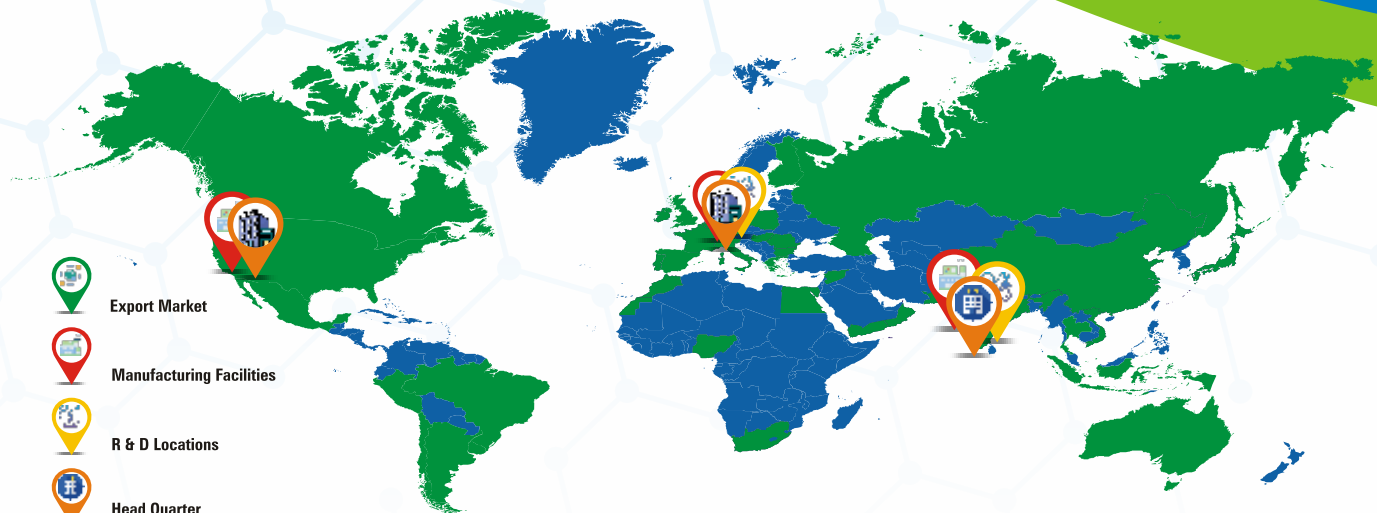 Export Market
Manufacturing Facilities
R & D Locations
Head Quarter